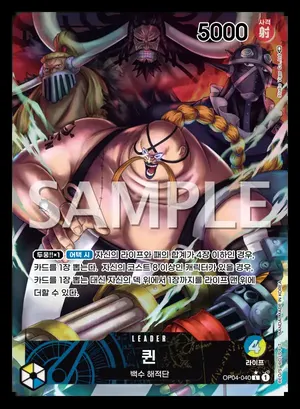 5000
사격
射
SAMPLE
두웅!!×1 어택 시 자신의 라이프와 패의 합계가 4장 이하인 경우,
카드를 1장 뽑는다. 자신의 코스트 8 이상인 캐릭터가 있을 경우,
카드를 1장 뽑는 대신 자신의 덱 위에서 1장까지를 라이프 맨 위에
더할 수 있다.
LEADER
퀸
백수 해적단
4
라이프
OP04-040 L 1